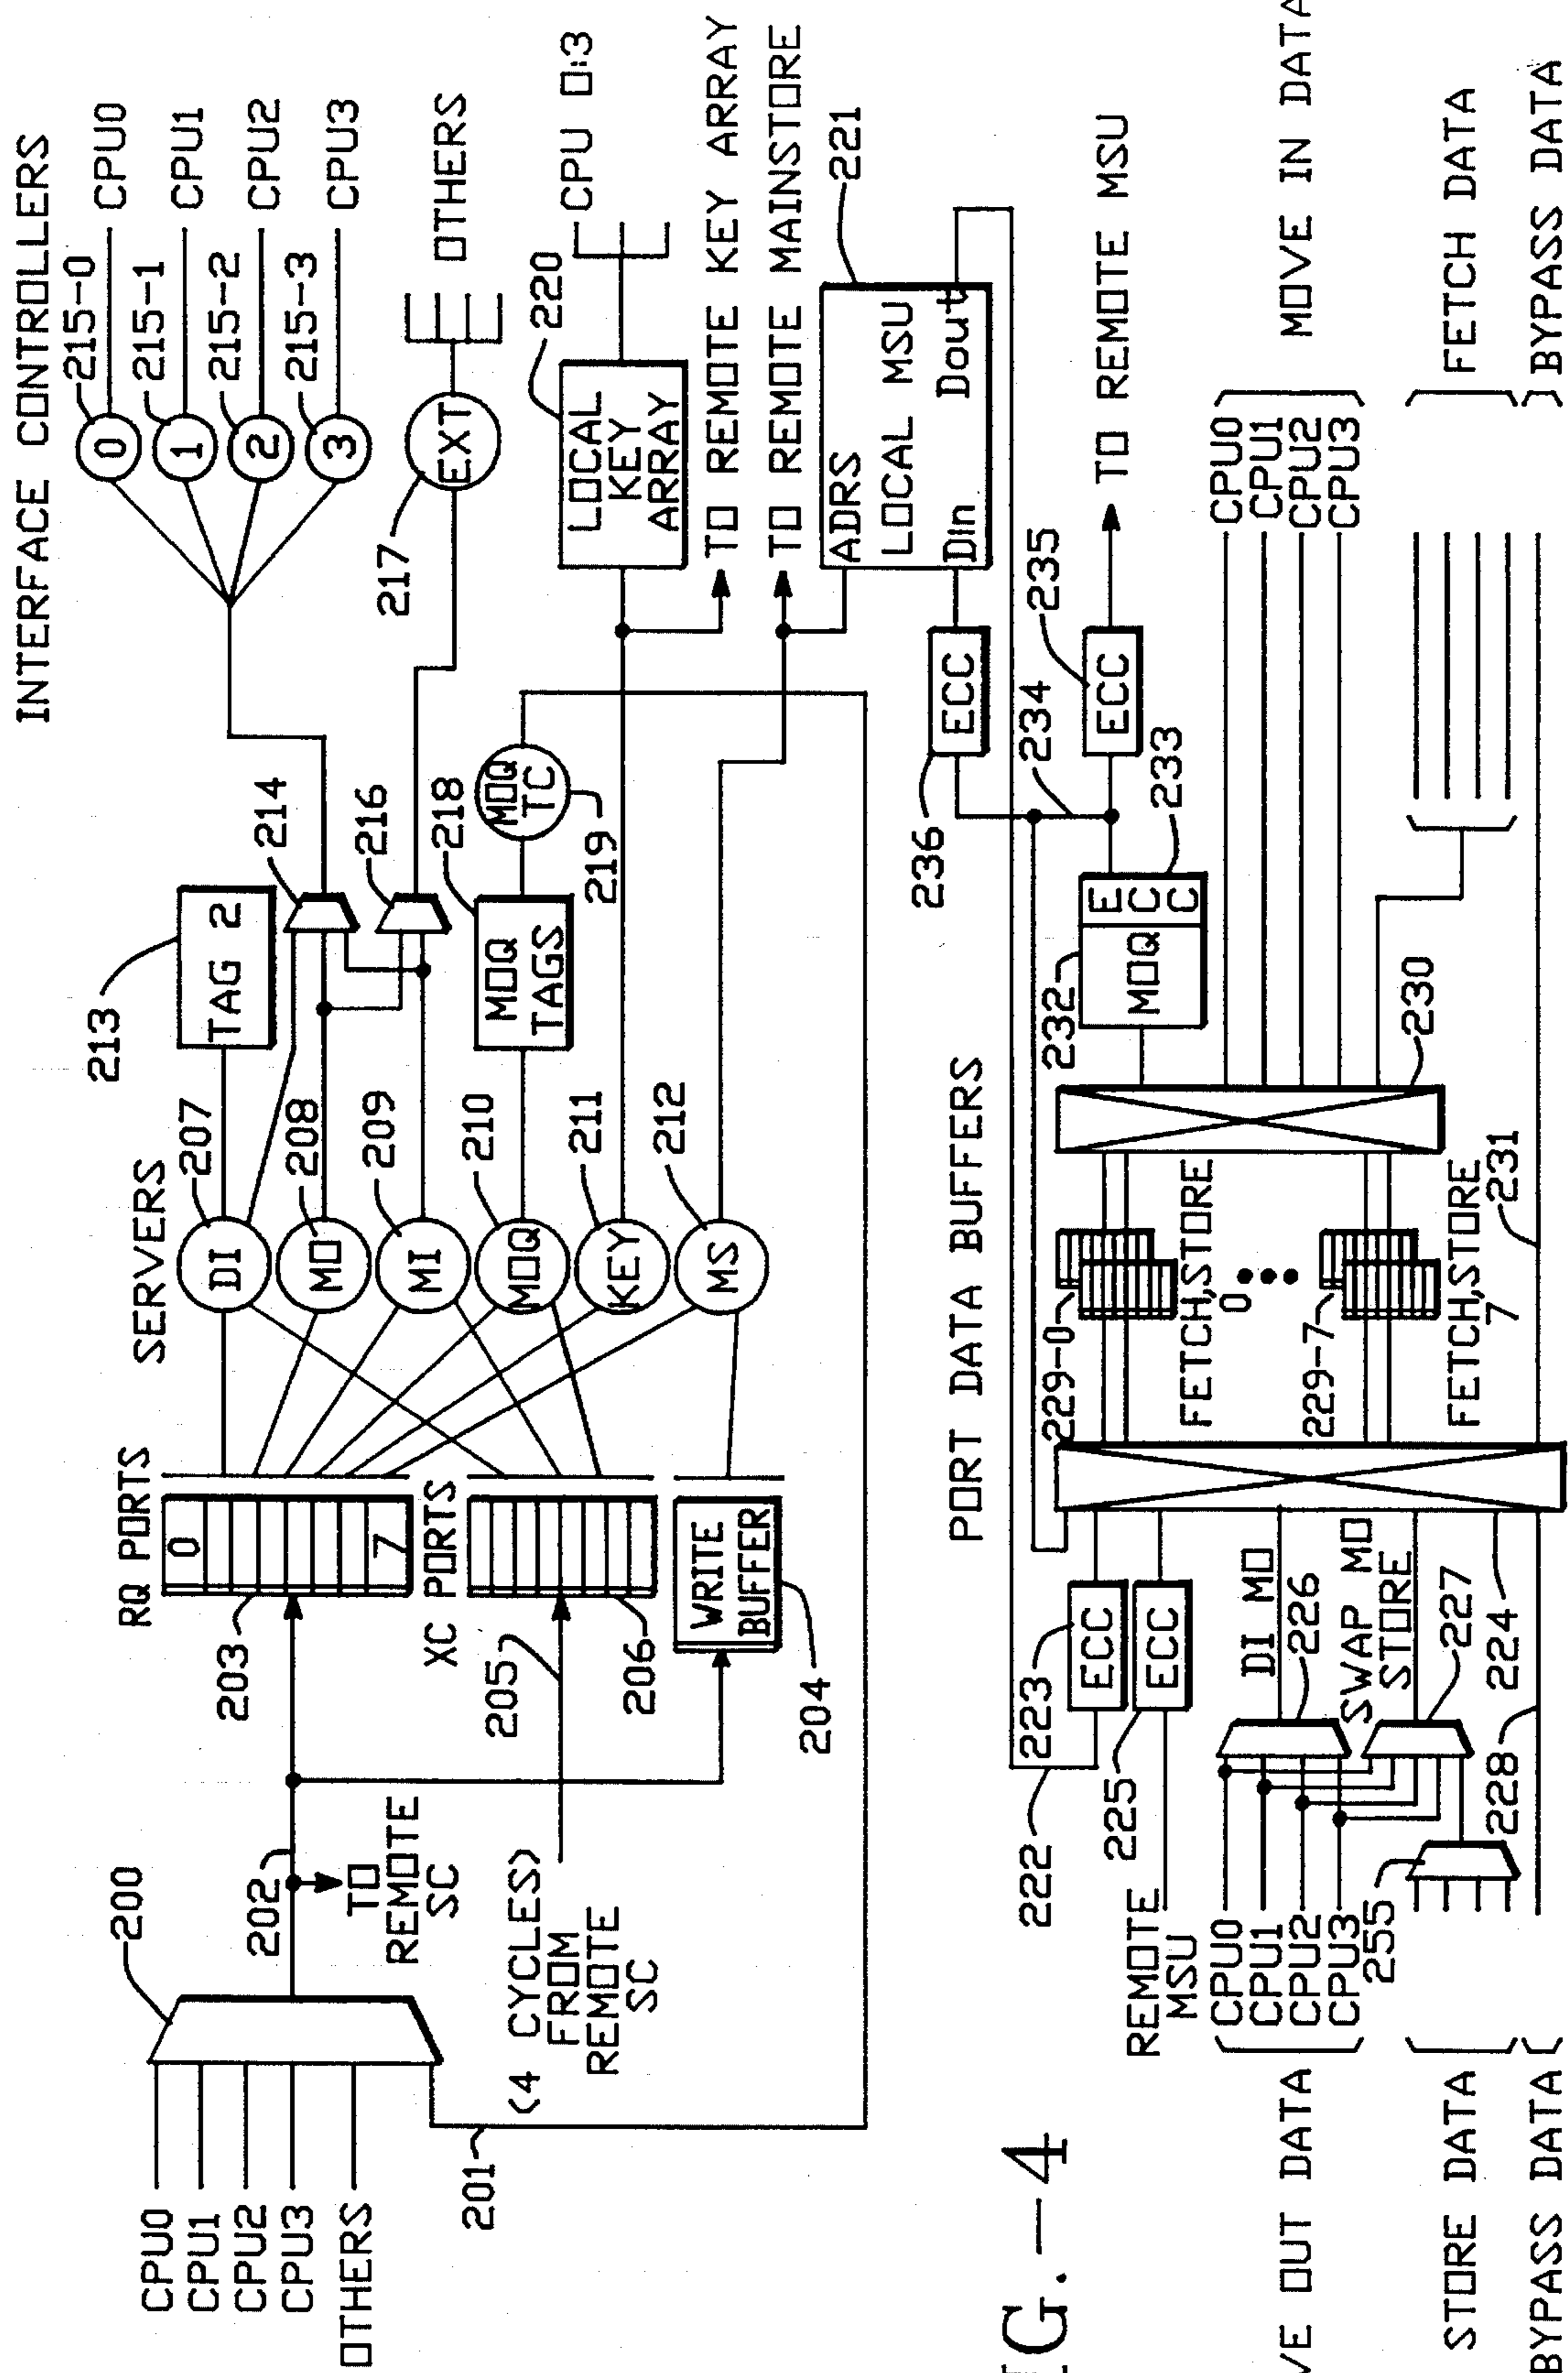 INTERFACE CONTROLLERS
215-0
0
CPU0
215-1
1
CPU1
215-2
2
CPU2
215-3
3
CPU3
217
EXT
OTHERS
220
LOCAL
KEY
ARRAY
CPU 0:3
TO REMOTE KEY ARRAY
TO REMOTE MAINSTORE
221
ADRS
LOCAL MSU
Din
Dout
213
TAG 2
214
216
218
MOQ
TAGS
MOQ
TC
219
SERVERS
207
DI
208
MO
209
MI
210
MOQ
211
KEY
212
MS
RQ PORTS
0
7
203
XC PORTS
205
206
WRITE
BUFFER
204
200
202
TO
REMOTE
SC
(4 CYCLES)
FROM
REMOTE
SC
CPU0
CPU1
CPU2
CPU3
OTHERS
201
PORT DATA BUFFERS
236
ECC
234
235
ECC
TO REMOTE MSU
232
MOQ
E
C
C
233
CPU0
CPU1
CPU2
CPU3
MOVE IN DATA
FETCH DATA
BYPASS DATA
230
229-0
FETCH,STORE
0
229-7
FETCH,STORE
7
231
222
223
ECC
225
ECC
REMOTE
MSU
DI MO
226
SWAP MO
STORE
227
224
228
CPU0
CPU1
CPU2
CPU3
255
VE OUT DATA
STORE DATA
BYPASS DATA
IG.-4